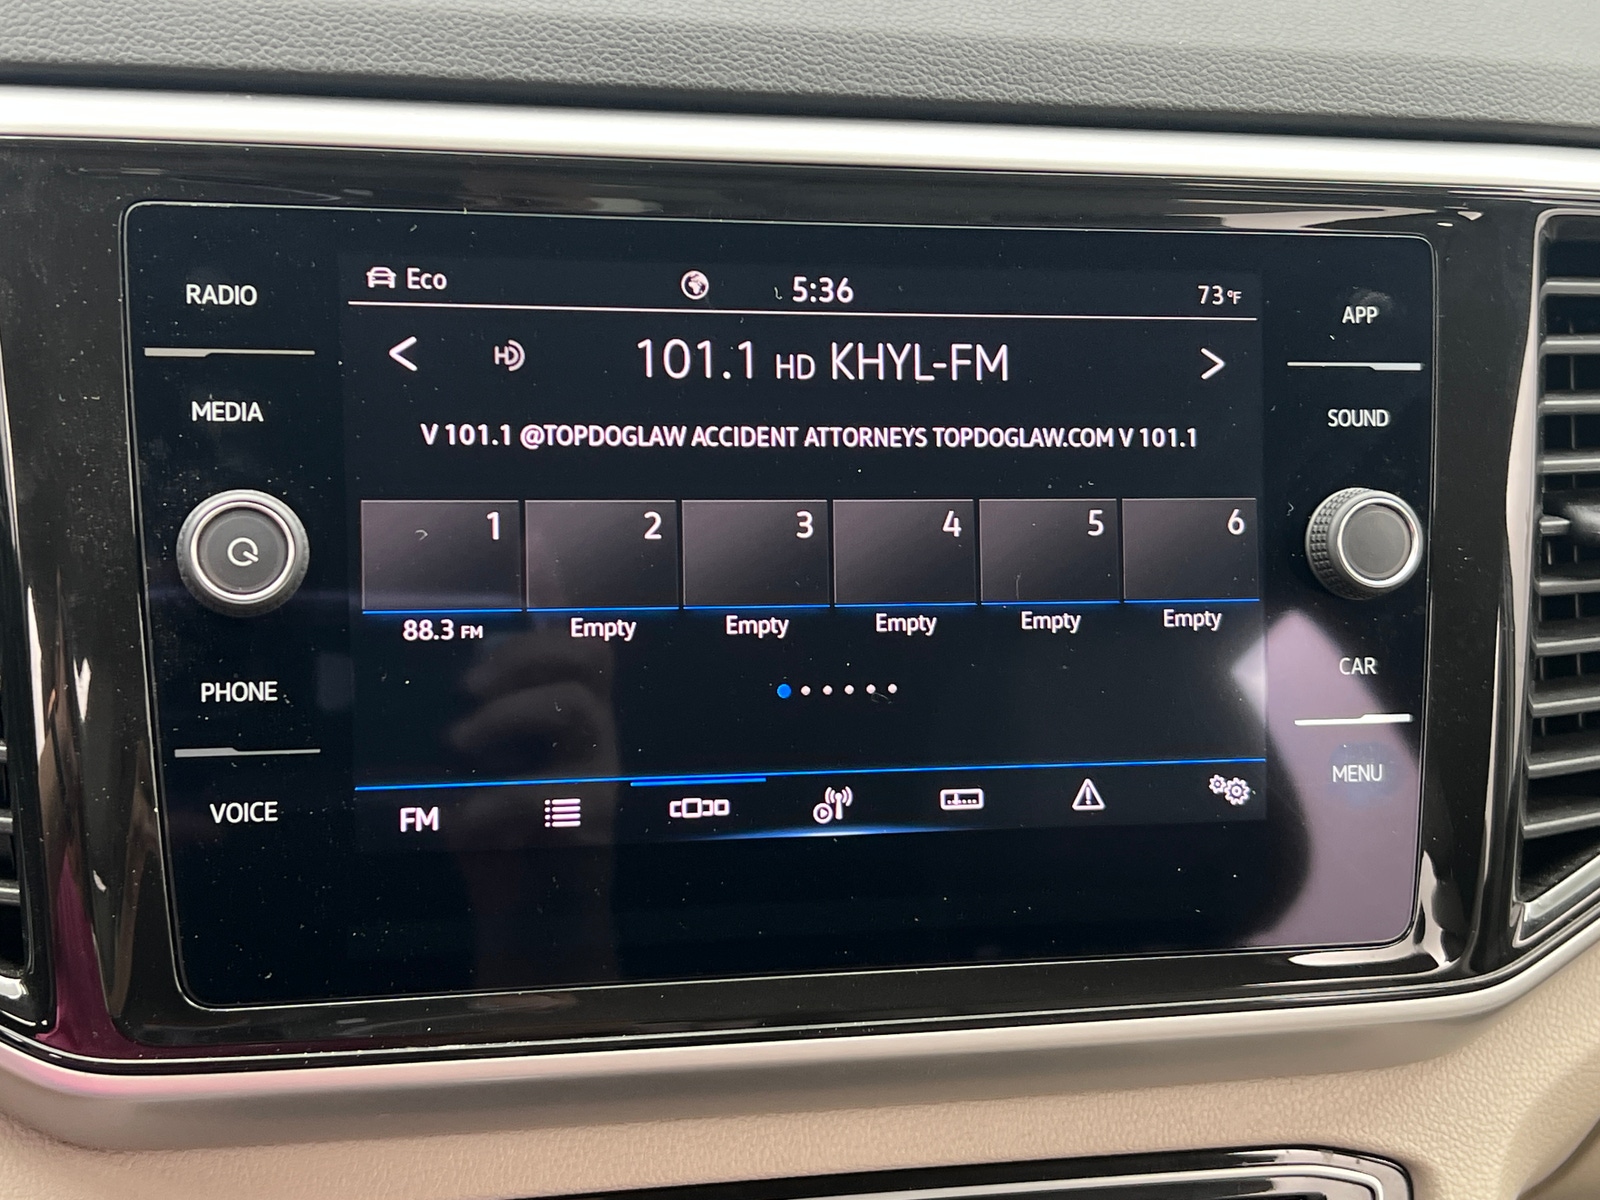 RADIO
MEDIA
PHONE
VOICE
Eco
5:36
73°F
HD
101.1 HD KHYL-FM
V 101.1 @TOPDOGLAW ACCIDENT ATTORNEYS TOPDOGLAW.COM V 101.1
1 2 3 4 5 6
88.3 FM Empty Empty Empty Empty Empty
FM
APP
SOUND
CAR
MENU